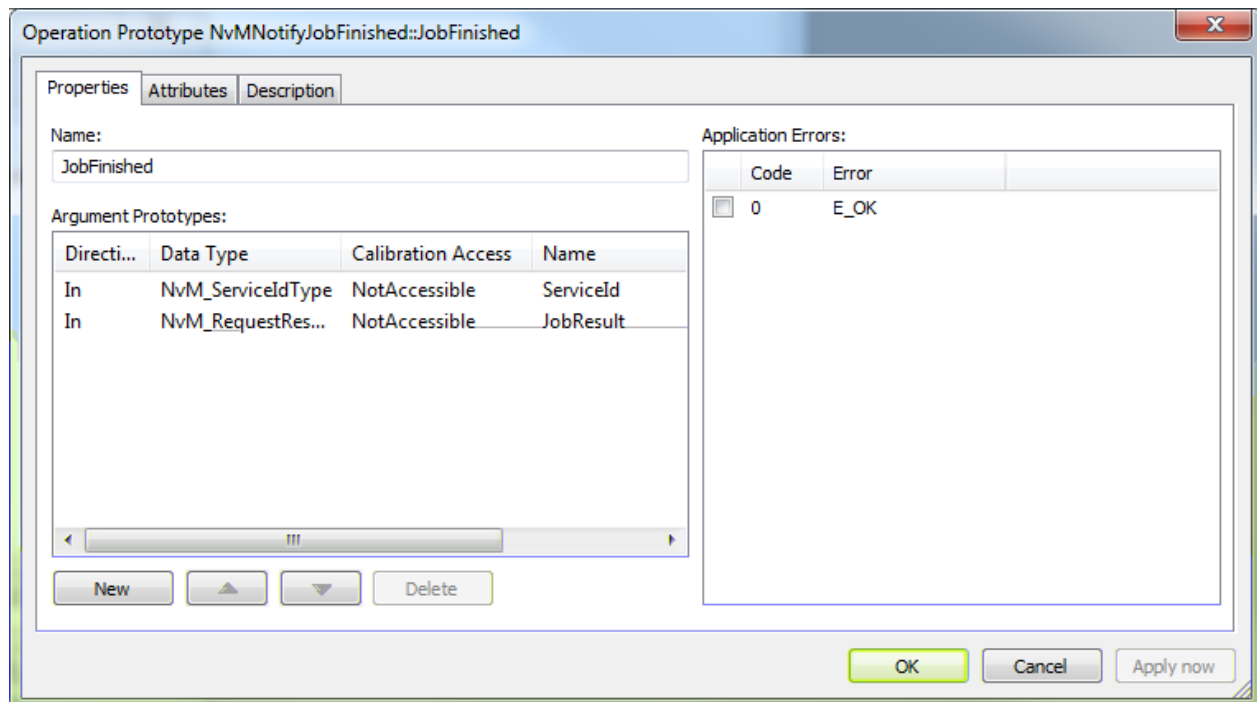 Operation Prototype NvMNotifyJobFinished::JobFinished
Properties Attributes Description
Name:
JobFinished
Argument Prototypes:
Directi... Data Type Calibration Access Name
In NvM_ServiceIdType NotAccessible ServiceId
In NvM_RequestRes... NotAccessible JobResult
New Delete
Application Errors:
Code Error
0 E_OK
OK Cancel Apply now